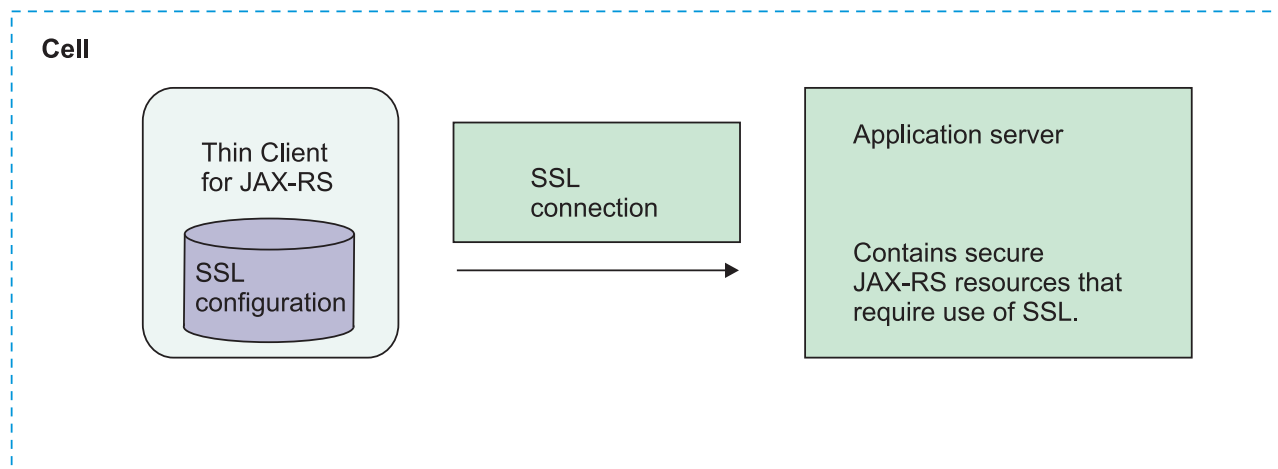 Cell
Thin Client
for JAX-RS
SSL
configuration
SSL
connection
Application server
Contains secure
JAX-RS resources that
require use of SSL.